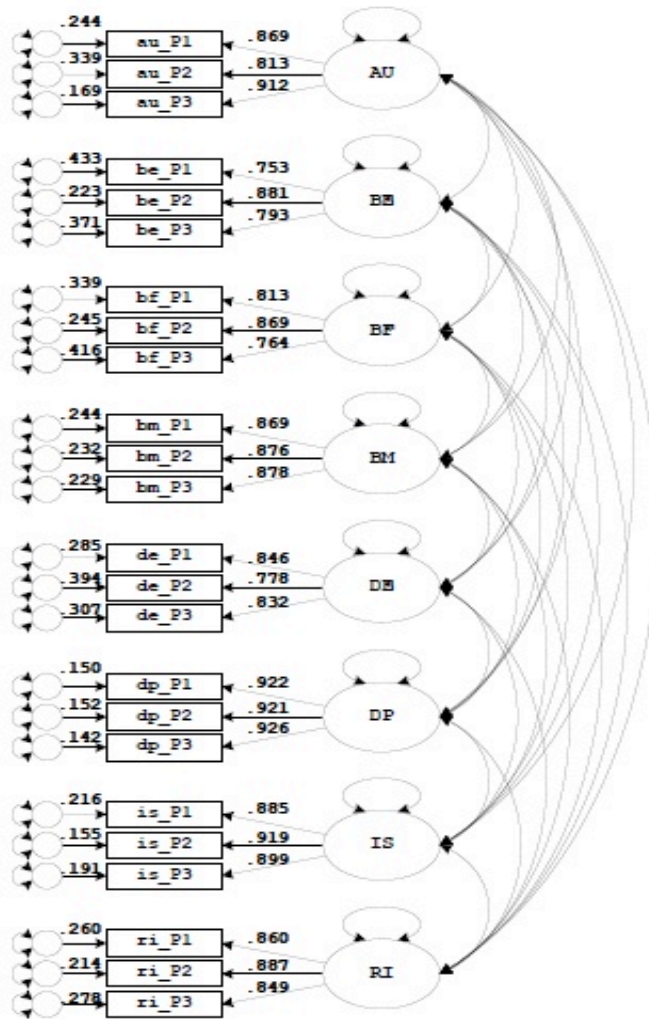 .244 au_P1 .869
.339 au_P2 .813 AU
.169 au_P3 .912
.433 be_P1 .753
.223 be_P2 .881 BE
.371 be_P3 .793
.339 bf_P1 .813
.245 bf_P2 .869 BF
.416 bf_P3 .764
.244 bm_P1 .869
.232 bm_P2 .876 BM
.229 bm_P3 .878
.285 de_P1 .846
.394 de_P2 .778 DE
.307 de_P3 .832
.150 dp_P1 .922
.152 dp_P2 .921 DP
.142 dp_P3 .926
.216 is_P1 .885
.155 is_P2 .919 IS
.191 is_P3 .899
.260 ri_P1 .860
.214 ri_P2 .887 RI
.278 ri_P3 .849